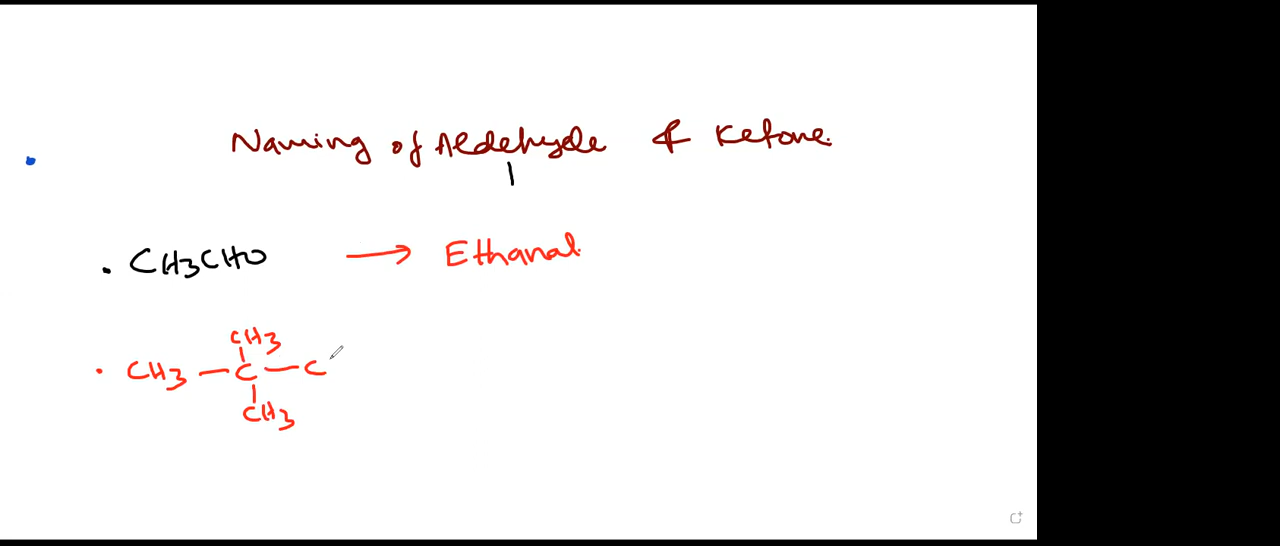 Naming of Aldehyde & Ketone.
. CH3CHO → Ethanal.
CH3
. CH3 — C — C
CH3